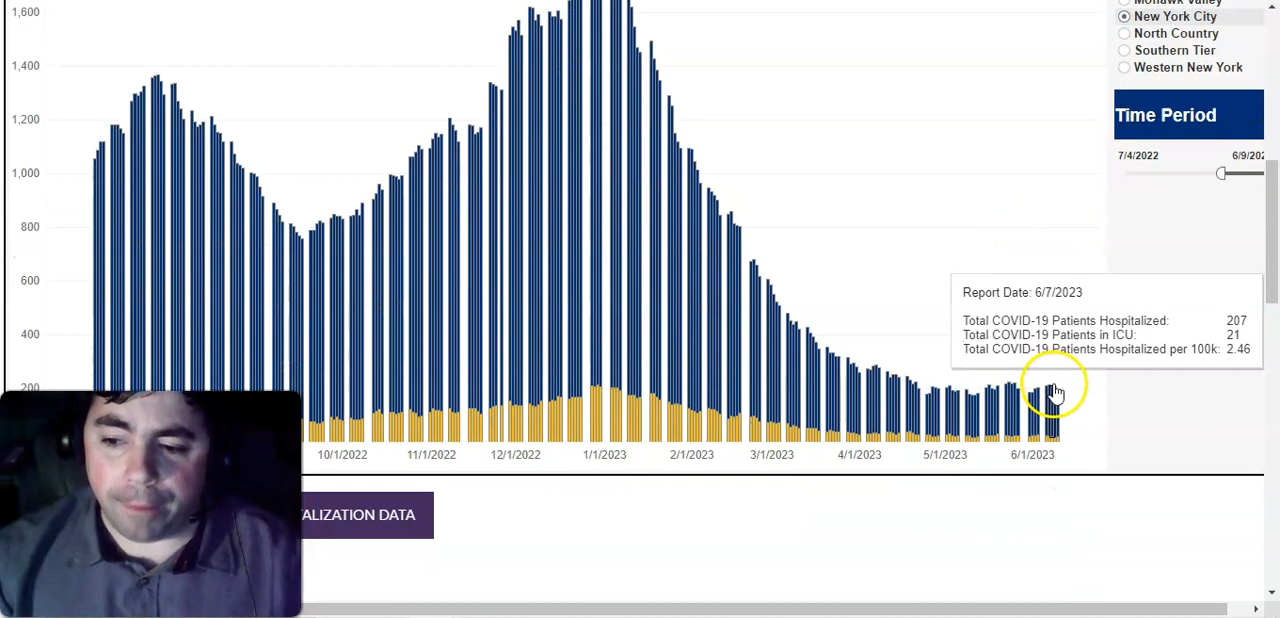 1,600
Mohawk Valley
New York City
North Country
Southern Tier
Western New York
1,400
1,200
Time Period
7/4/2022
6/9/202
1,000
800
600
Report Date: 6/7/2023
Total COVID-19 Patients Hospitalized: 207
Total COVID-19 Patients in ICU: 21
Total COVID-19 Patients Hospitalized per 100k: 2.46
400
200
10/1/2022 11/1/2022 12/1/2022 1/1/2023 2/1/2023 3/1/2023 4/1/2023 5/1/2023 6/1/2023
ALIZATION DATA